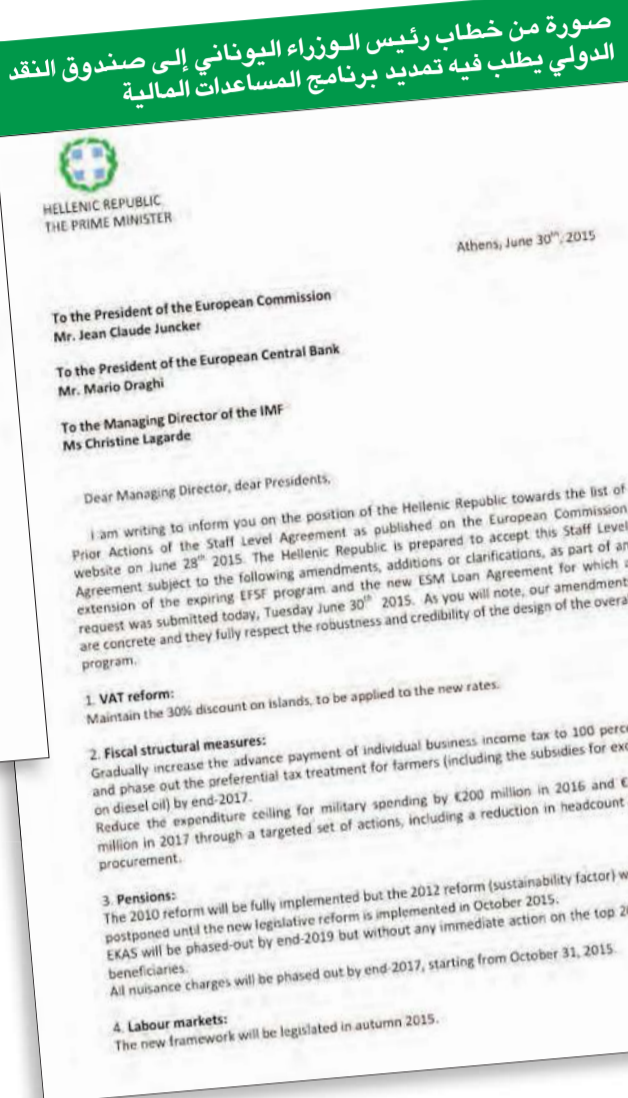 صورة من خطاب رئيس الوزراء اليوناني إلى صندوق النقد
الدولي يطلب فيه تمديد برنامج المساعدات المالية
HELLENIC REPUBLIC
THE PRIME MINISTER
Athens, June 30th, 2015
To the President of the European Commission
Mr. Jean Claude Juncker
To the President of the European Central Bank
Mr. Mario Draghi
To the Managing Director of the IMF
Ms Christine Lagarde
Dear Managing Director, dear Presidents,
I am writing to inform you on the position of the Hellenic Republic towards the list of
Prior Actions of the Staff Level Agreement as published on the European Commission
website on June 28th 2015. The Hellenic Republic is prepared to accept this Staff Level
Agreement subject to the following amendments, additions or clarifications, as part of an
extension of the expiring EFSF program and the new ESM Loan Agreement for which a
request was submitted today, Tuesday June 30th 2015. As you will note, our amendment
are concrete and they fully respect the robustness and credibility of the design of the overal
program.
1. VAT reform:
Maintain the 30% discount on islands, to be applied to the new rates.
2. Fiscal structural measures:
Gradually increase the advance payment of individual business income tax to 100 perce
and phase out the preferential tax treatment for farmers (including the subsidies for exc
on diesel oil) by end-2017.
Reduce the expenditure ceiling for military spending by €200 million in 2016 and €
million in 2017 through a targeted set of actions, including a reduction in headcount
procurement.
3. Pensions:
The 2010 reform will be fully implemented but the 2012 reform (sustainability factor) w
postponed until the new legislative reform is implemented in October 2015.
EKAS will be phased-out by end-2019 but without any immediate action on the top 2
beneficiaries.
All nuisance charges will be phased out by end-2017, starting from October 31, 2015.
4. Labour markets:
The new framework will be legislated in autumn 2015.